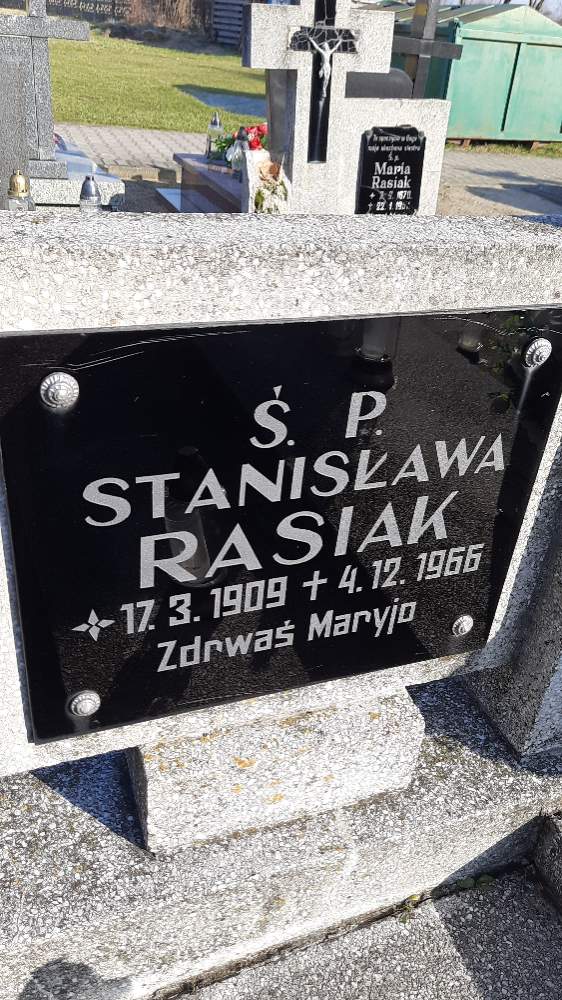 Ś. P.
Maria
Rasiak
Ś. P.
STANISŁAWA
RASIAK
17. 3. 1909 + 4. 12. 1966
Zdrwaś Maryjo